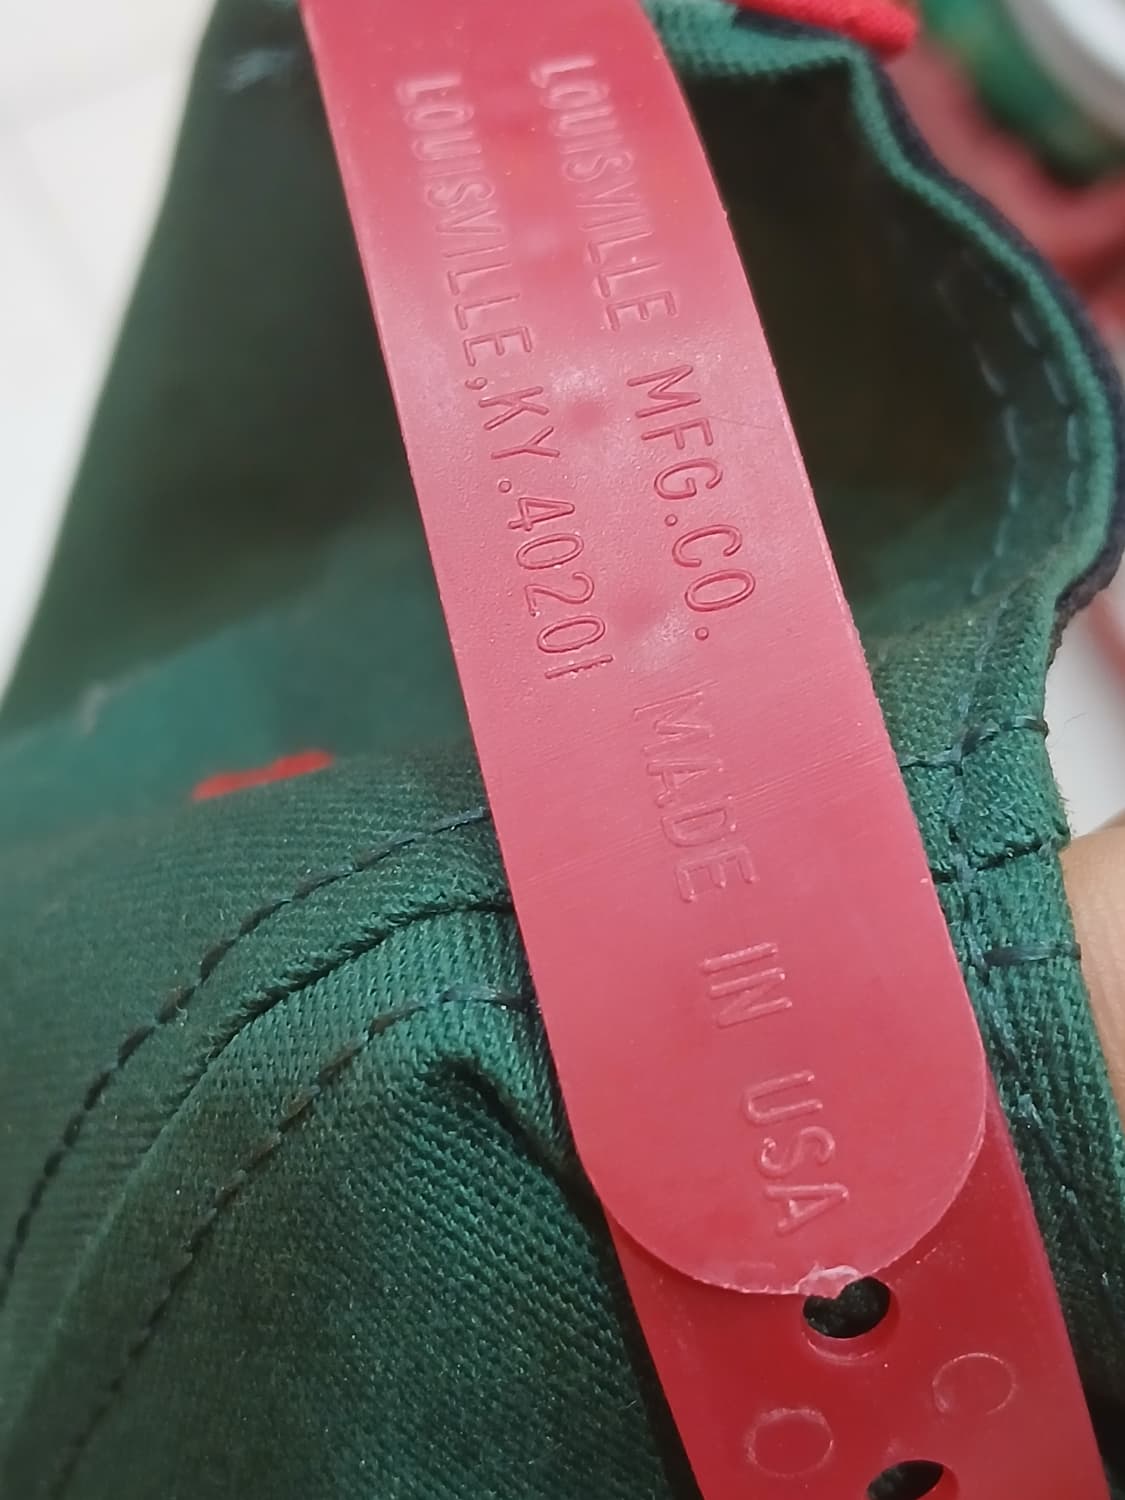 LOUISVILLE MFG.CO. MADE IN USA
LOUISVILLE,KY.40201
C
O